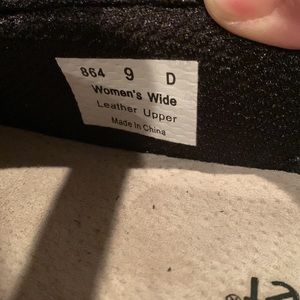 864 9 D
Women's Wide
Leather Upper
Made in China